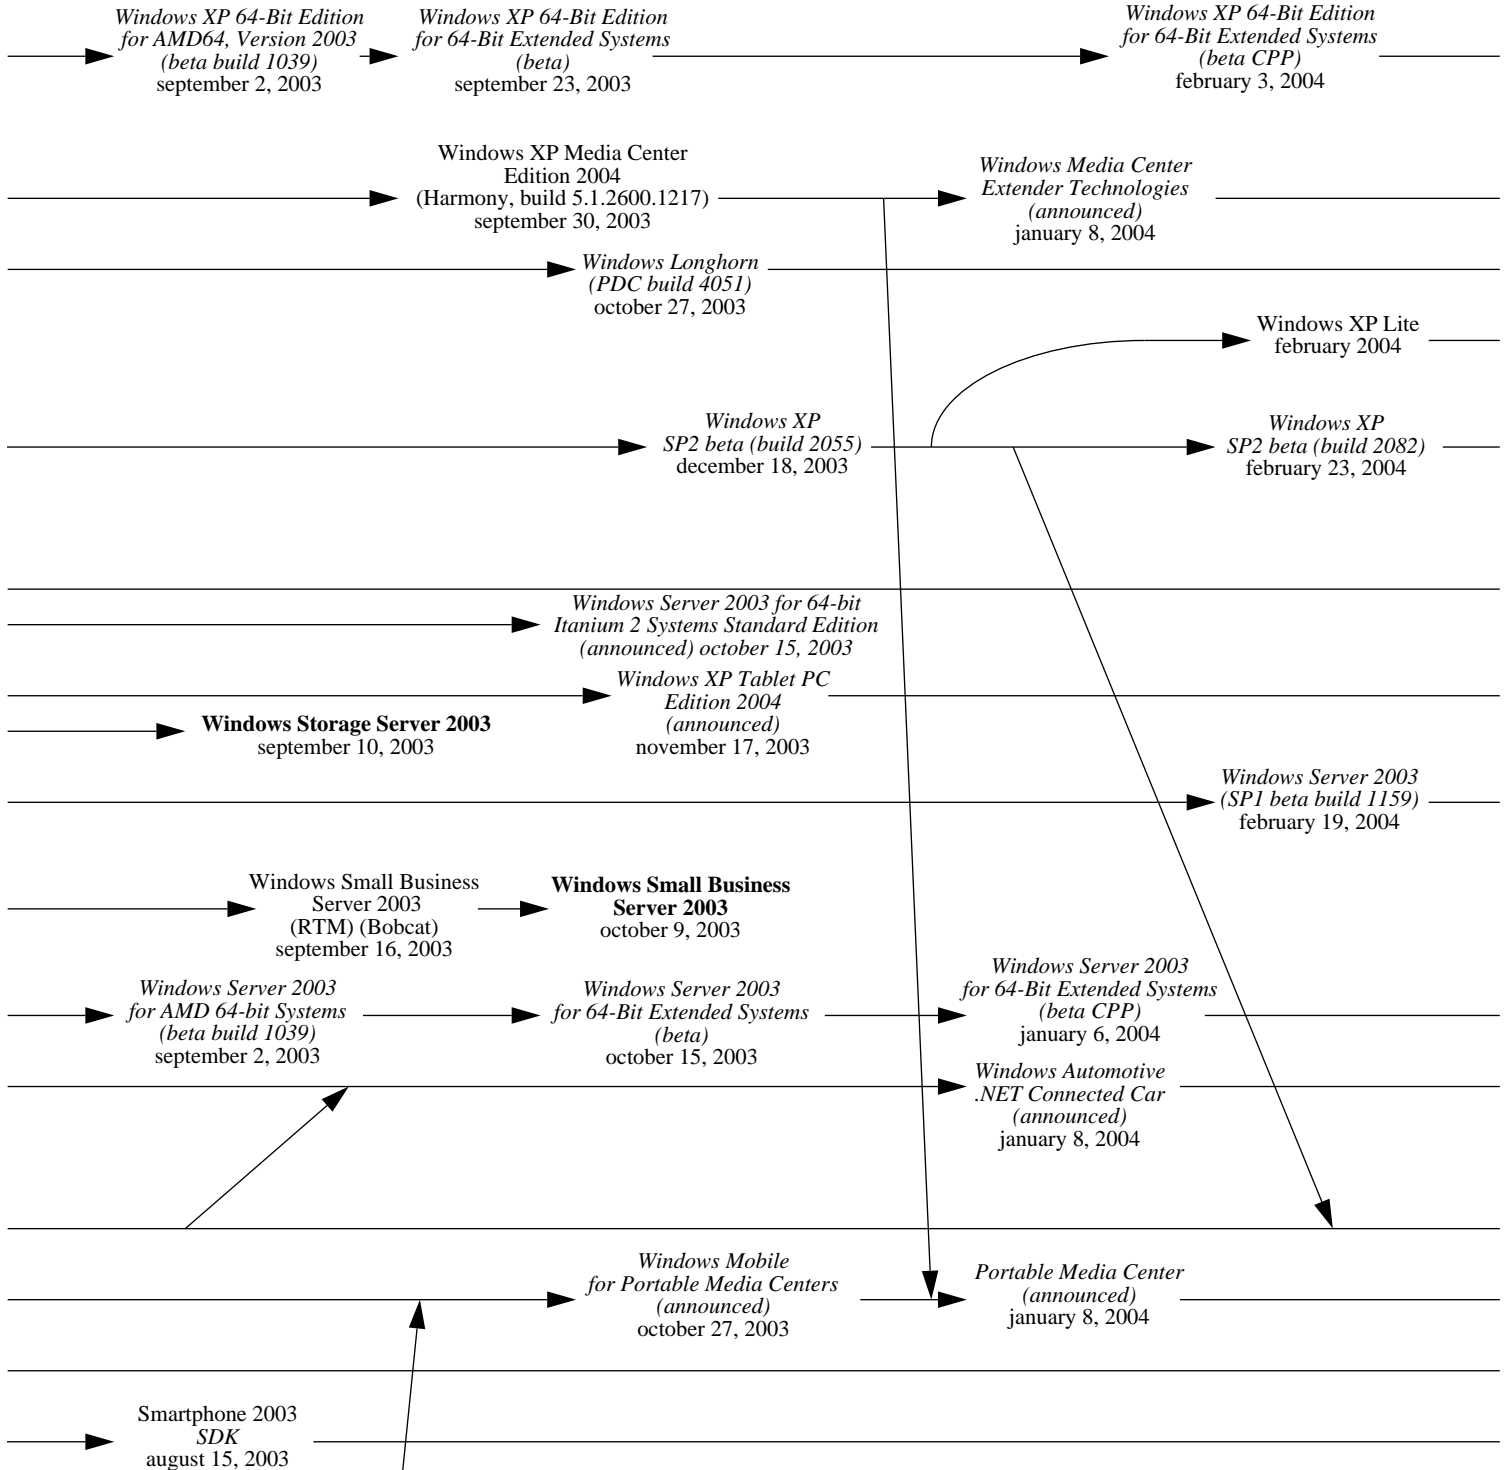 Windows XP 64-Bit Edition
for AMD64, Version 2003
(beta build 1039)
september 2, 2003
Windows XP 64-Bit Edition
for 64-Bit Extended Systems
(beta)
september 23, 2003
Windows XP 64-Bit Edition
for 64-Bit Extended Systems
(beta CPP)
february 3, 2004
Windows XP Media Center
Edition 2004
(Harmony, build 5.1.2600.1217)
september 30, 2003
Windows Media Center
Extender Technologies
(announced)
january 8, 2004
Windows Longhorn
(PDC build 4051)
october 27, 2003
Windows XP Lite
february 2004
Windows XP
SP2 beta (build 2055)
december 18, 2003
Windows XP
SP2 beta (build 2082)
february 23, 2004
Windows Server 2003 for 64-bit
Itanium 2 Systems Standard Edition
(announced) october 15, 2003
Windows XP Tablet PC
Edition 2004
(announced)
november 17, 2003
Windows Storage Server 2003
september 10, 2003
Windows Server 2003
(SP1 beta build 1159)
february 19, 2004
Windows Small Business
Server 2003
(RTM) (Bobcat)
september 16, 2003
Windows Small Business
Server 2003
october 9, 2003
Windows Server 2003
for AMD 64-bit Systems
(beta build 1039)
september 2, 2003
Windows Server 2003
for 64-Bit Extended Systems
(beta)
october 15, 2003
Windows Server 2003
for 64-Bit Extended Systems
(beta CPP)
january 6, 2004
Windows Automotive
.NET Connected Car
(announced)
january 8, 2004
Windows Mobile
for Portable Media Centers
(announced)
october 27, 2003
Portable Media Center
(announced)
january 8, 2004
Smartphone 2003
SDK
august 15, 2003